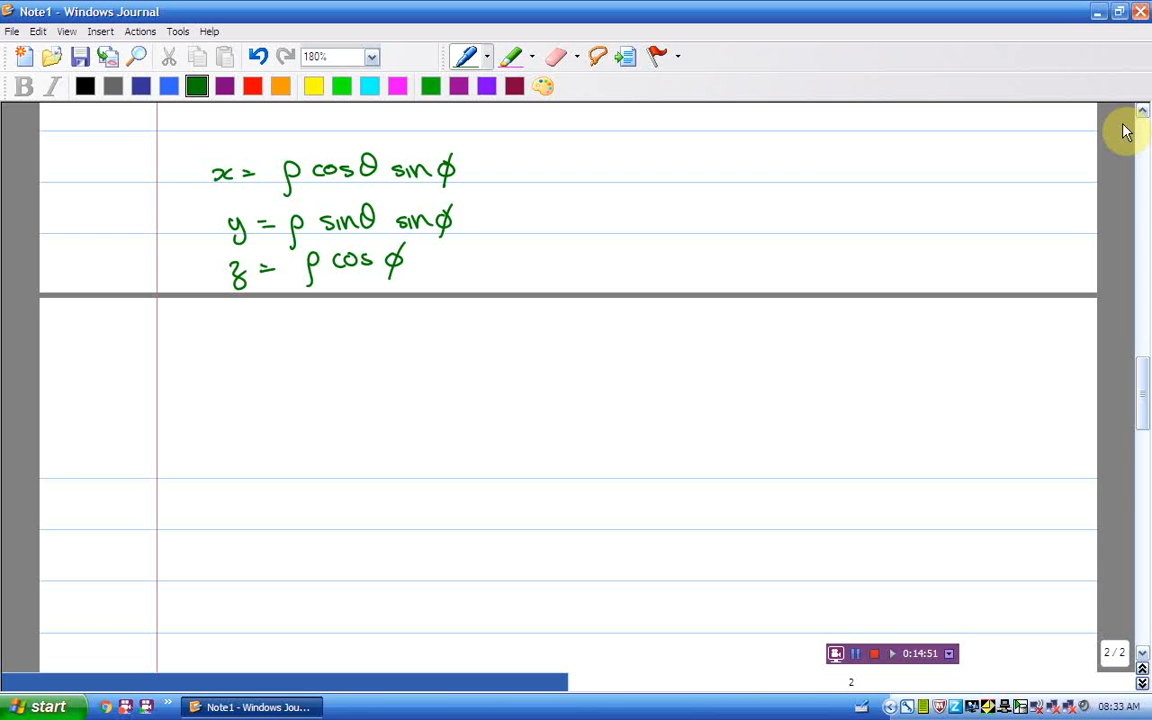 Note1 - Windows Journal
File Edit View Insert Actions Tools Help
180%
B I
x = ρ cosθ sinϕ
y = ρ sinθ sinϕ
z = ρ cos ϕ
0:14:51
2 / 2
2
start
Note1 - Windows Jou...
08:33 AM